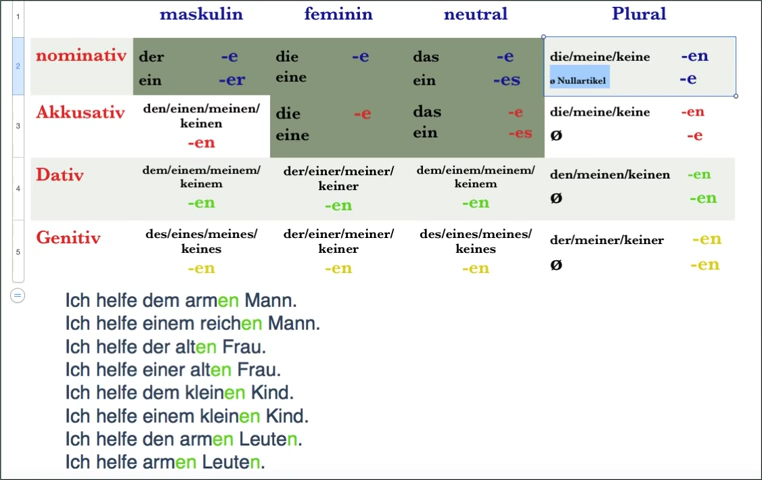 1 maskulin feminin neutral Plural
2 nominativ der -e die -e das -e die/meine/keine -en
ein -er eine ein -es ø Nullartikel -e
3 Akkusativ den/einen/meinen/ die -e das -e die/meine/keine -en
keinen eine ein -es Ø -e
-en
4 Dativ dem/einem/meinem/ der/einer/meiner/ dem/einem/meinem/ den/meinen/keinen -en
keinem keiner keinem Ø -en
-en -en -en
5 Genitiv des/eines/meines/ der/einer/meiner/ des/eines/meines/ der/meiner/keiner -en
keines keiner keines Ø -en
-en -en -en
Ich helfe dem armen Mann.
Ich helfe einem reichen Mann.
Ich helfe der alten Frau.
Ich helfe einer alten Frau.
Ich helfe dem kleinen Kind.
Ich helfe einem kleinen Kind.
Ich helfe den armen Leuten.
Ich helfe armen Leuten.